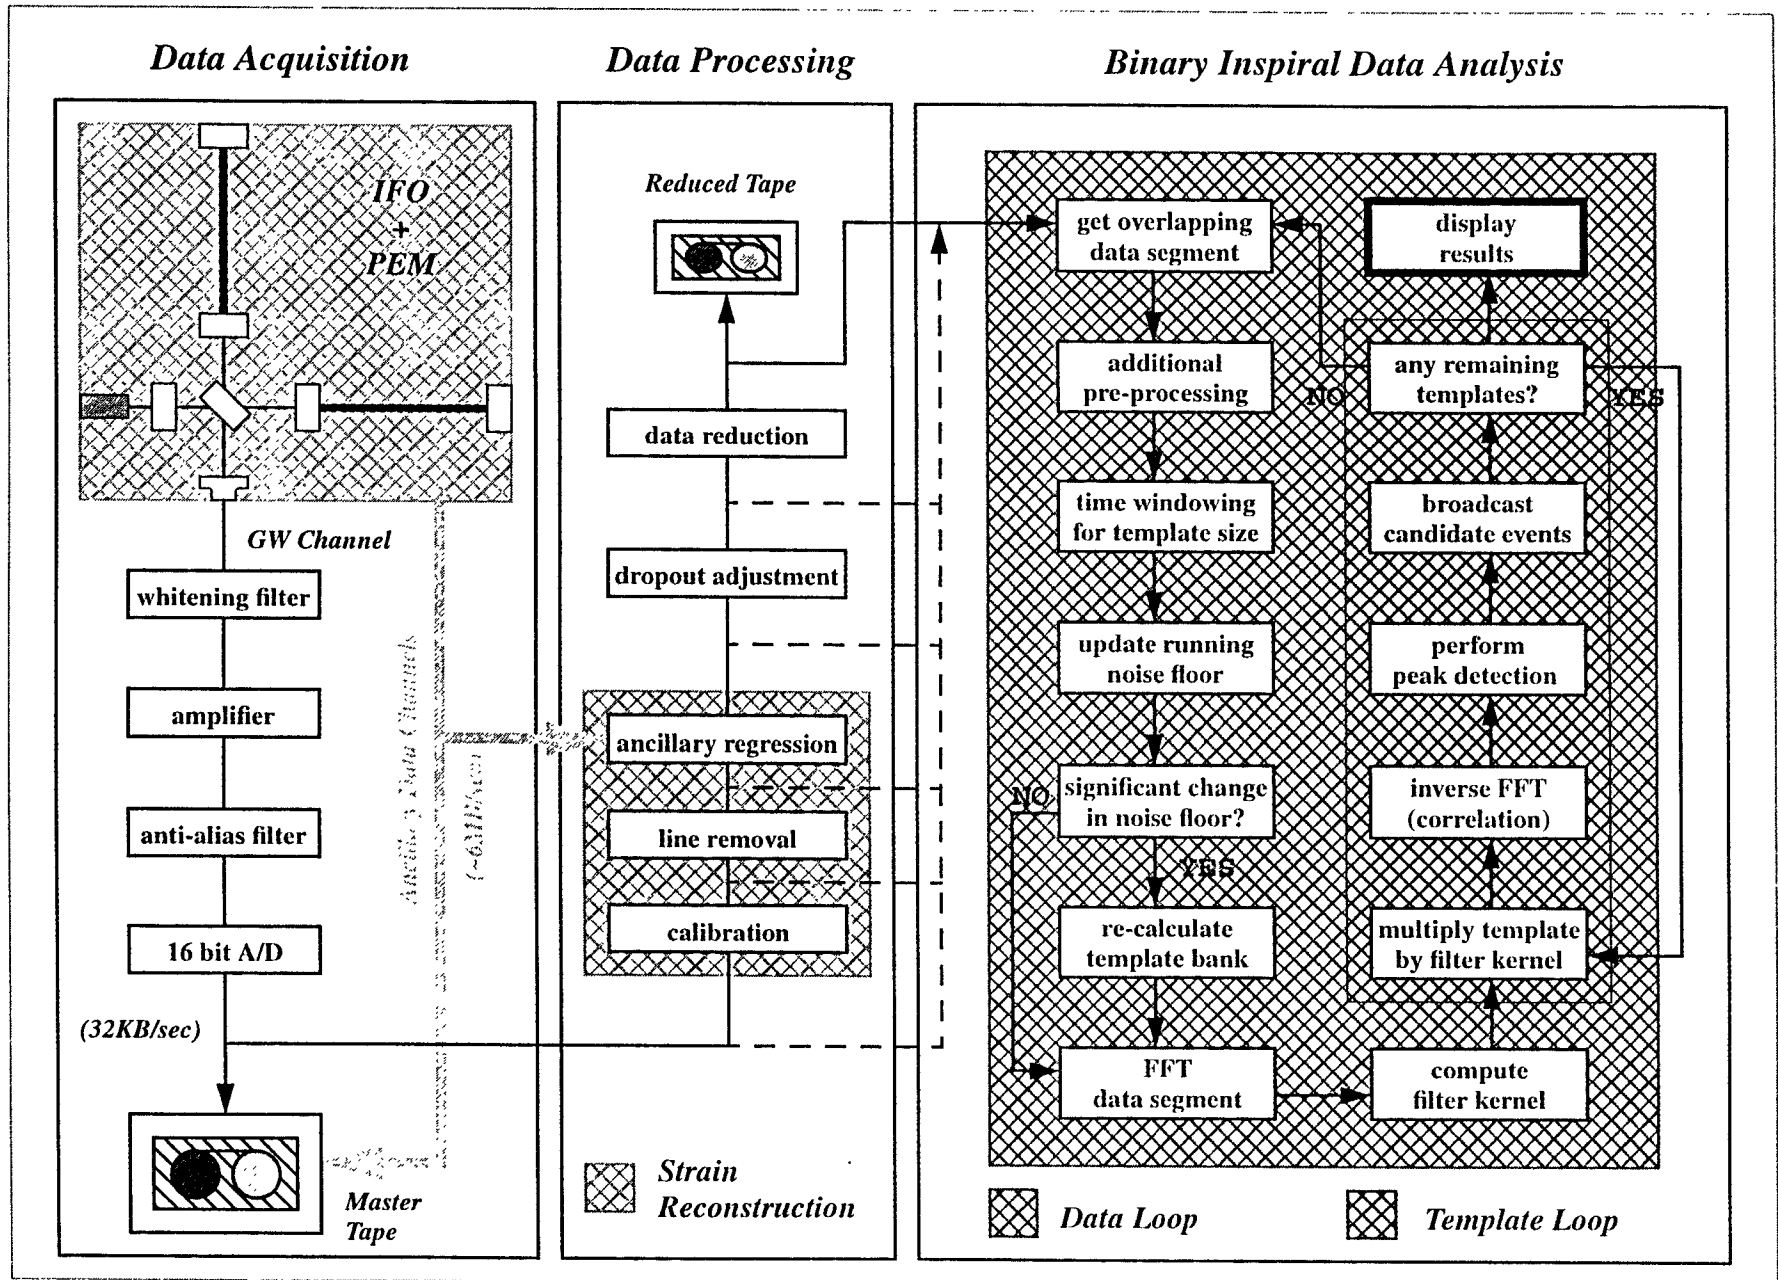 Data Acquisition
IFO
+
PEM
GW Channel
whitening filter
amplifier
anti-alias filter
16 bit A/D
(32KB/sec)
Ancillary Data Channels
(~6MB/sec)
Master
Tape
Data Processing
Reduced Tape
data reduction
dropout adjustment
ancillary regression
line removal
calibration
Strain
Reconstruction
Binary Inspiral Data Analysis
get overlapping
data segment
additional
pre-processing
time windowing
for template size
update running
noise floor
significant change
in noise floor?
NO
YES
re-calculate
template bank
FFT
data segment
display
results
any remaining
templates?
NO
YES
broadcast
candidate events
perform
peak detection
inverse FFT
(correlation)
multiply template
by filter kernel
compute
filter kernel
Data Loop
Template Loop